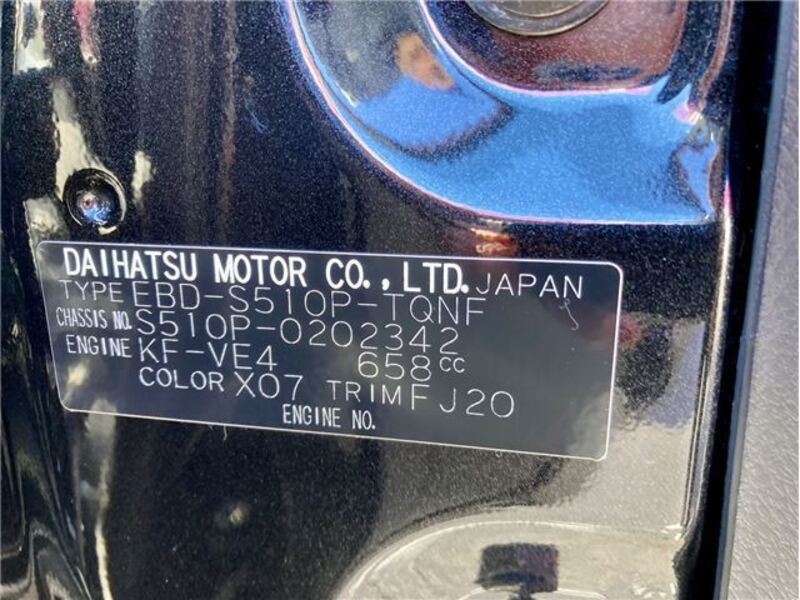 DAIHATSU MOTOR CO., LTD. JAPAN
TYPE EBD-S510P-TQNF
CHASSIS NO. S510P-0202342
ENGINE KF-VE4 658cc
COLOR X07 TRIM FJ20
ENGINE NO.